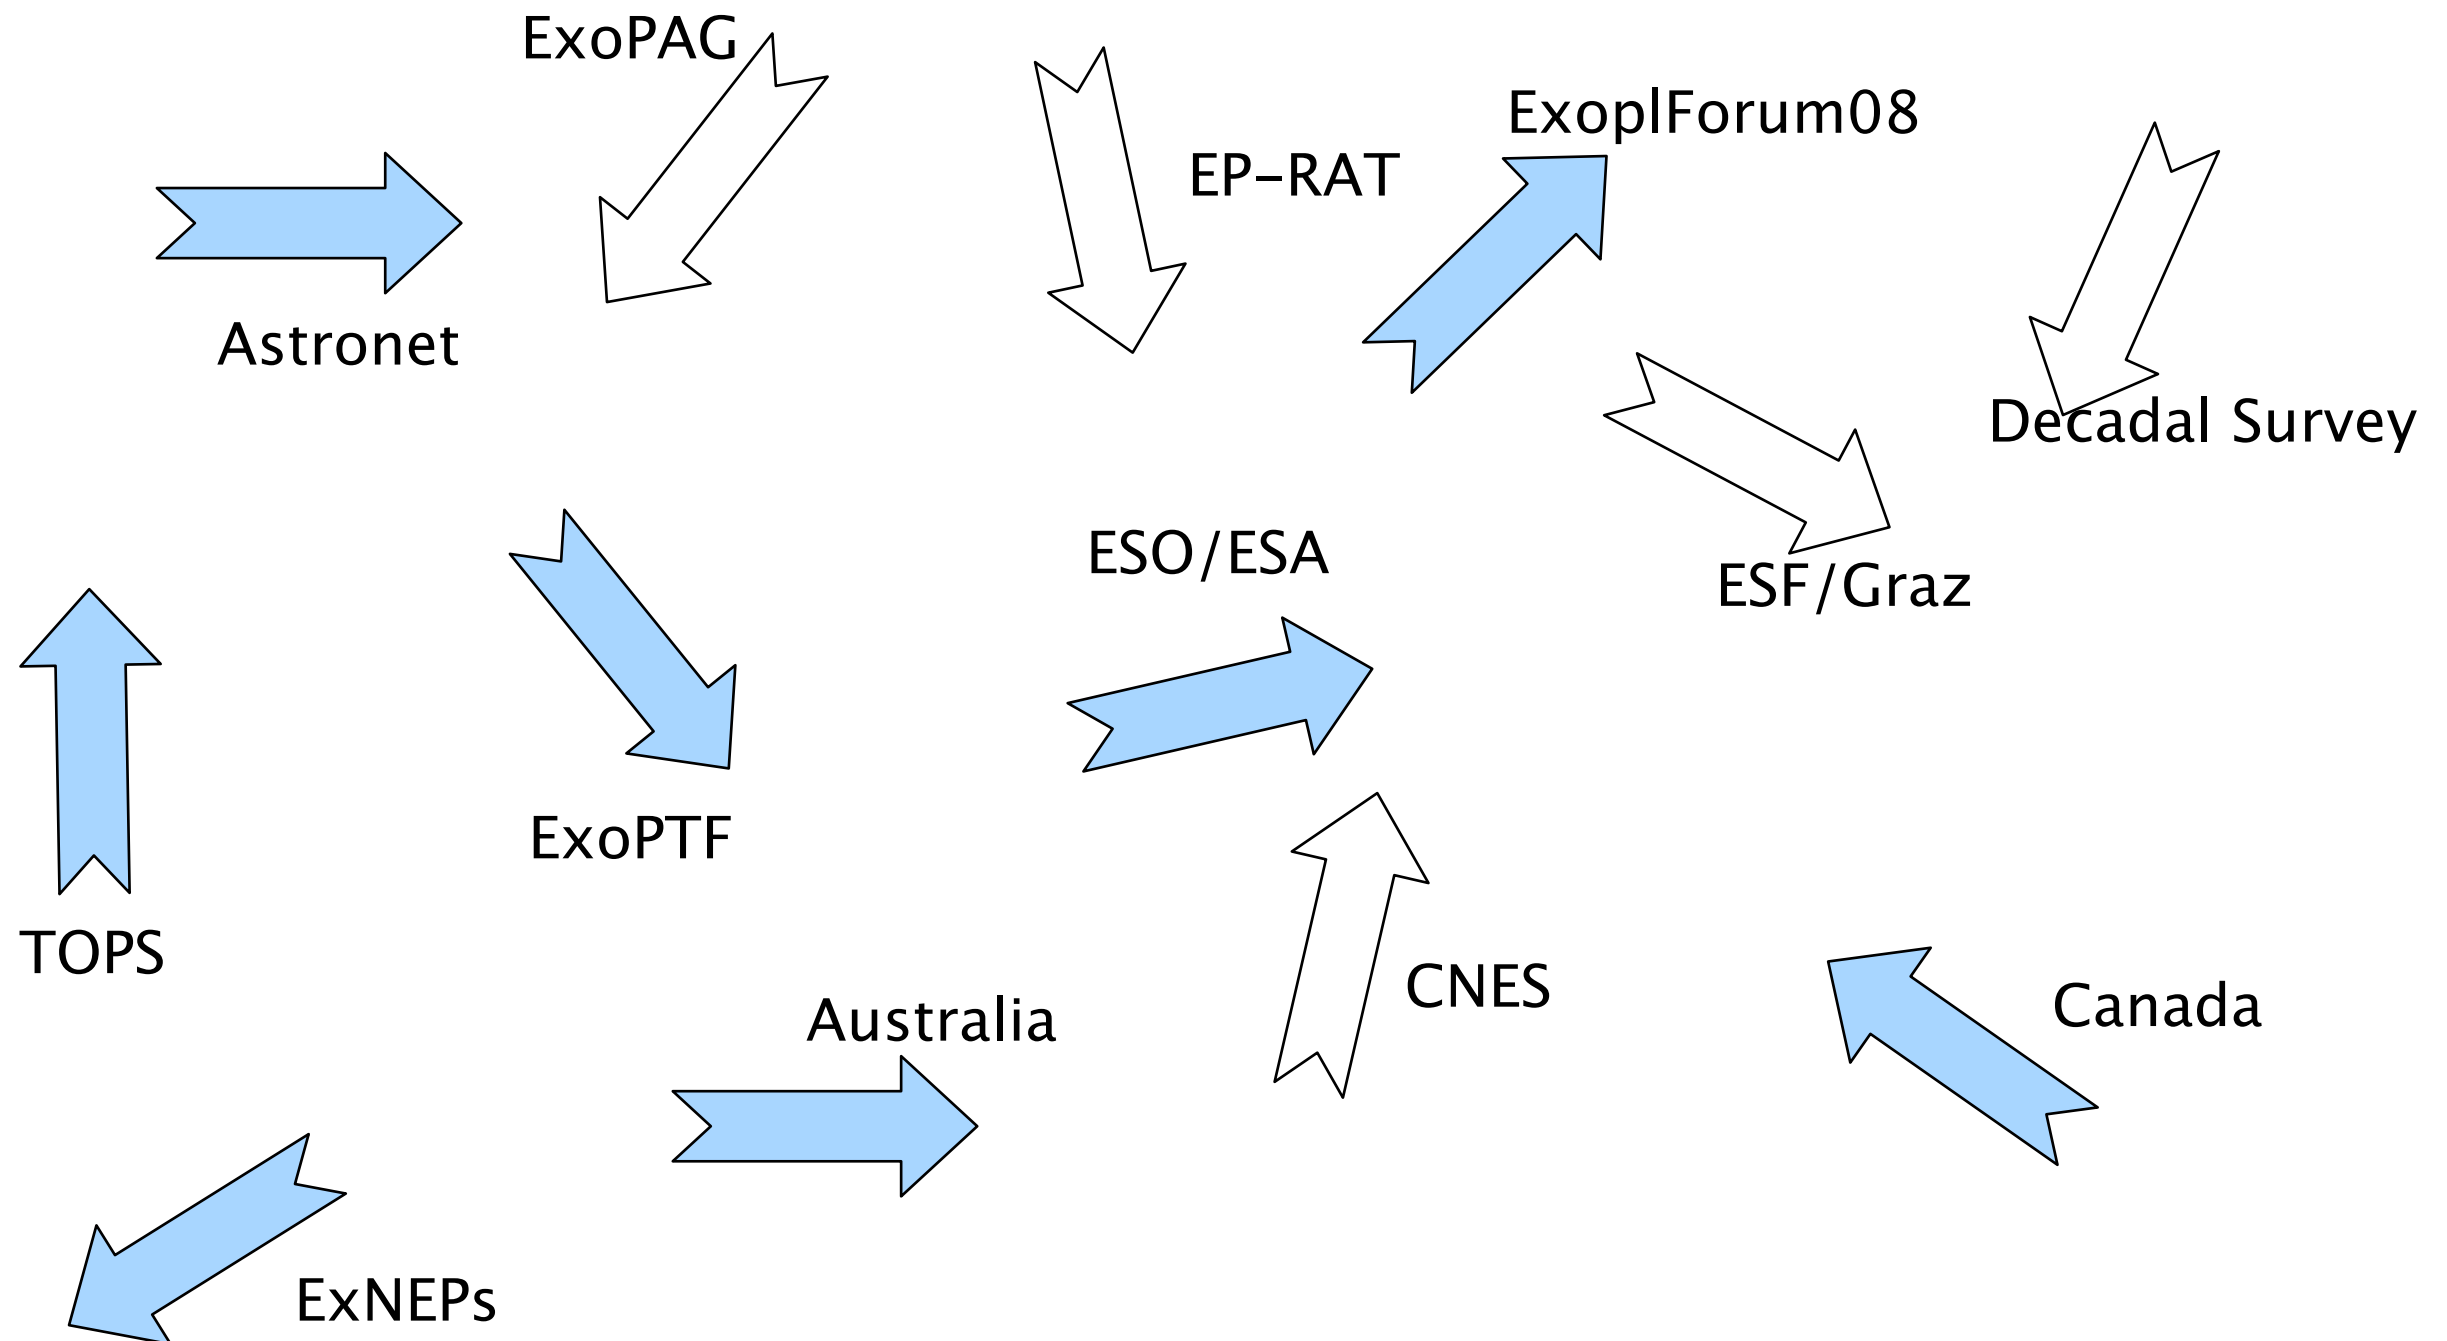 ExoPAG
ExoplForum08
EP-RAT
Astronet
Decadal Survey
ESO/ESA
ESF/Graz
ExoPTF
TOPS
CNES
Canada
Australia
ExNEPs